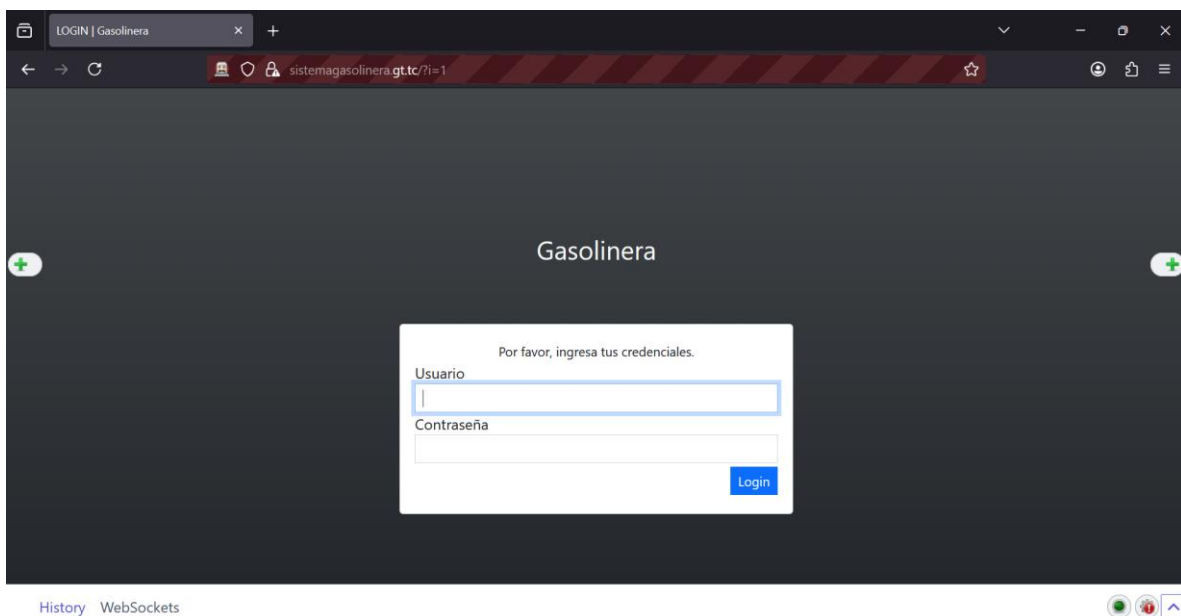 LOGIN | Gasolinera
sistemagasolinera.gt.tc/?i=1
Gasolinera
Por favor, ingresa tus credenciales.
Usuario
Contraseña
Login
History WebSockets